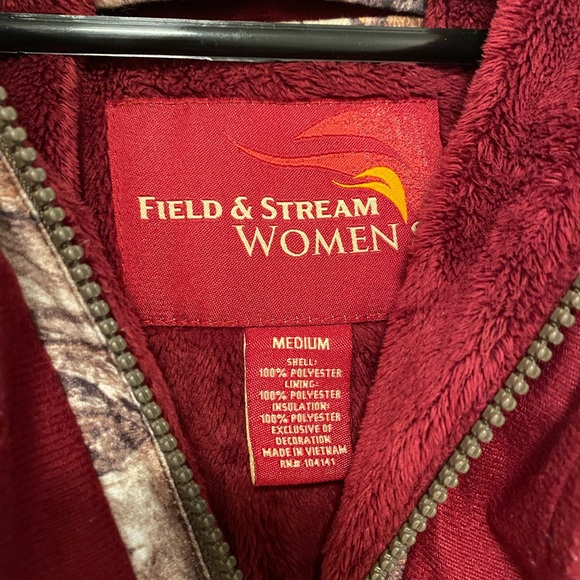 FIELD & STREAM
WOMEN'S
MEDIUM
SHELL:
100% POLYESTER
LINING:
100% POLYESTER
INSULATION:
100% POLYESTER
EXCLUSIVE OF
DECORATION
MADE IN VIETNAM
RN# 104141